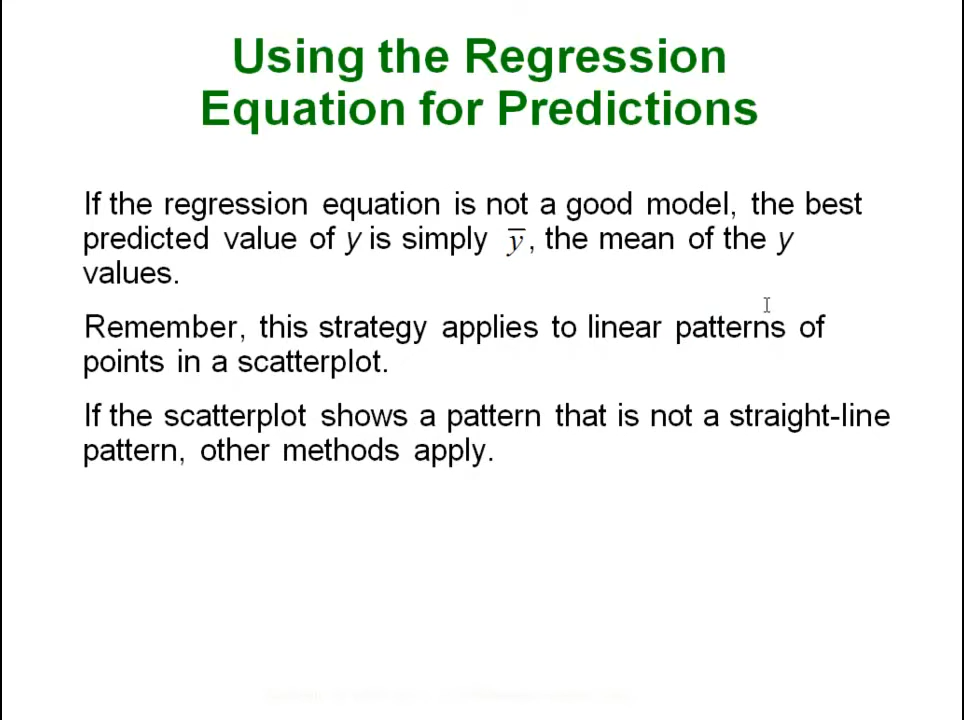 Using the Regression
Equation for Predictions
If the regression equation is not a good model, the best
predicted value of y is simply ȳ, the mean of the y
values.
Remember, this strategy applies to linear patterns of
points in a scatterplot.
If the scatterplot shows a pattern that is not a straight-line
pattern, other methods apply.